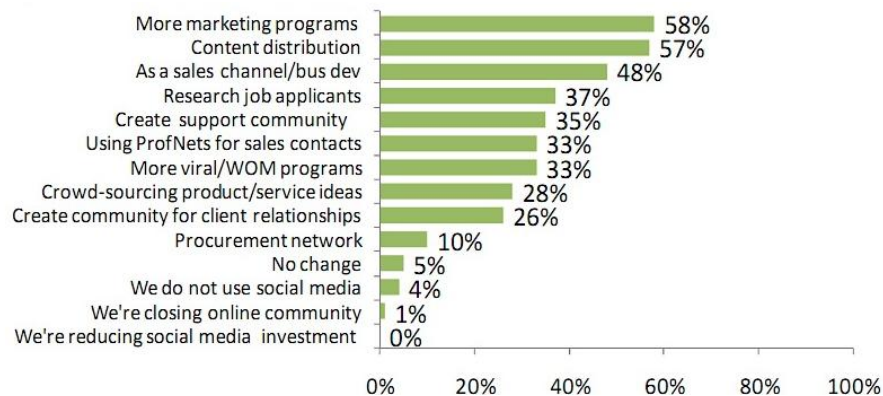 More marketing programs 58%
Content distribution 57%
As a sales channel/bus dev 48%
Research job applicants 37%
Create support community 35%
Using ProfNets for sales contacts 33%
More viral/WOM programs 33%
Crowd-sourcing product/service ideas 28%
Create community for client relationships 26%
Procurement network 10%
No change 5%
We do not use social media 4%
We're closing online community 1%
We're reducing social media investment 0%
0% 20% 40% 60% 80% 100%